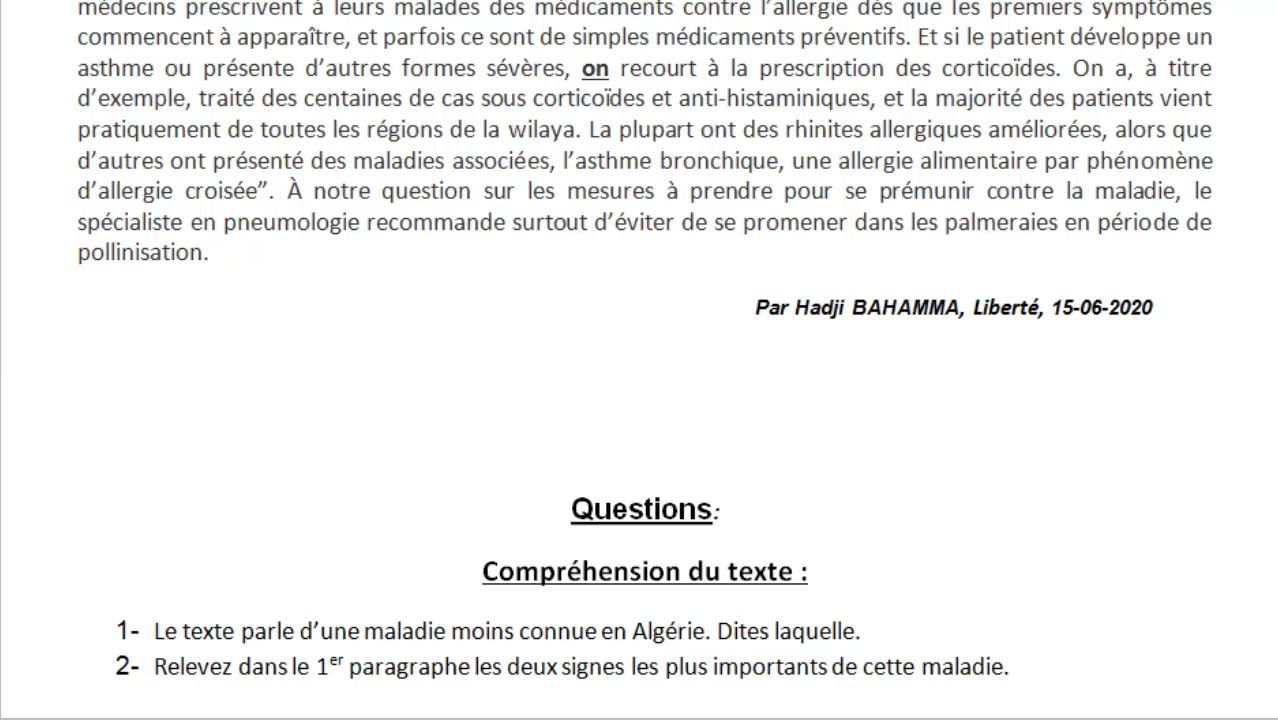 médecins prescrivent à leurs malades des médicaments contre l’allergie dès que les premiers symptômes
commencent à apparaître, et parfois ce sont de simples médicaments préventifs. Et si le patient développe un
asthme ou présente d’autres formes sévères, on recourt à la prescription des corticoïdes. On a, à titre
d’exemple, traité des centaines de cas sous corticoïdes et anti-histaminiques, et la majorité des patients vient
pratiquement de toutes les régions de la wilaya. La plupart ont des rhinites allergiques améliorées, alors que
d’autres ont présenté des maladies associées, l’asthme bronchique, une allergie alimentaire par phénomène
d’allergie croisée”. À notre question sur les mesures à prendre pour se prémunir contre la maladie, le
spécialiste en pneumologie recommande surtout d’éviter de se promener dans les palmeraies en période de
pollinisation.
Par Hadji BAHAMMA, Liberté, 15-06-2020
Questions:
Compréhension du texte :
1- Le texte parle d’une maladie moins connue en Algérie. Dites laquelle.
2- Relevez dans le 1er paragraphe les deux signes les plus importants de cette maladie.